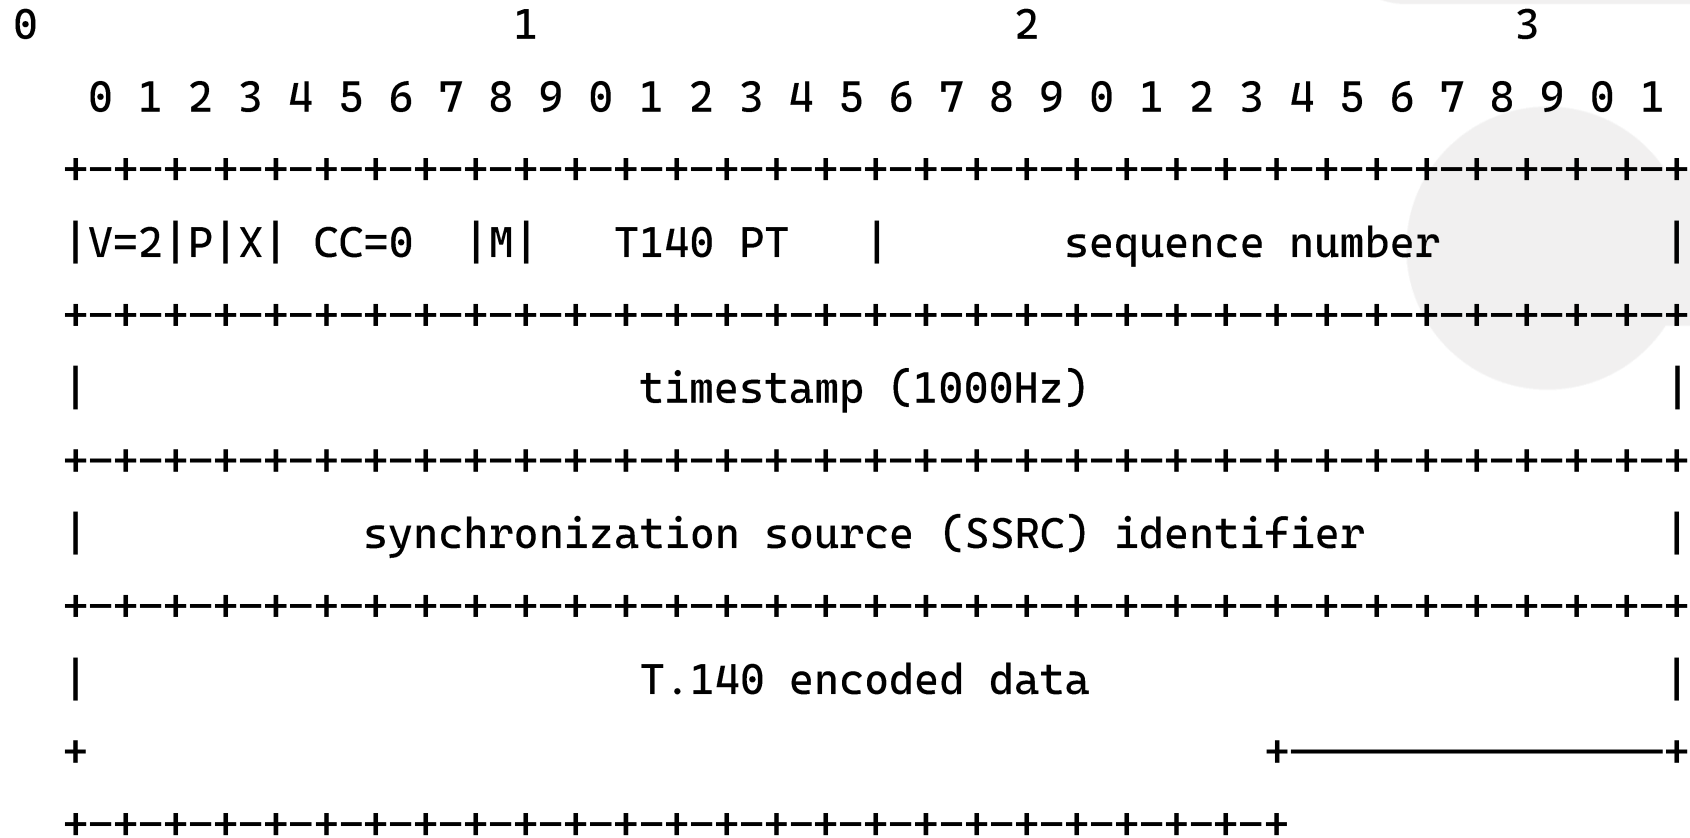 0                   1                   2                   3
   0 1 2 3 4 5 6 7 8 9 0 1 2 3 4 5 6 7 8 9 0 1 2 3 4 5 6 7 8 9 0 1
  +-+-+-+-+-+-+-+-+-+-+-+-+-+-+-+-+-+-+-+-+-+-+-+-+-+-+-+-+-+-+-+-+
  |V=2|P|X| CC=0  |M|   T140 PT   |       sequence number         |
  +-+-+-+-+-+-+-+-+-+-+-+-+-+-+-+-+-+-+-+-+-+-+-+-+-+-+-+-+-+-+-+-+
  |                      timestamp (1000Hz)                       |
  +-+-+-+-+-+-+-+-+-+-+-+-+-+-+-+-+-+-+-+-+-+-+-+-+-+-+-+-+-+-+-+-+
  |           synchronization source (SSRC) identifier            |
  +-+-+-+-+-+-+-+-+-+-+-+-+-+-+-+-+-+-+-+-+-+-+-+-+-+-+-+-+-+-+-+-+
  |                      T.140 encoded data                       |
  +                                               +---------------+
  +-+-+-+-+-+-+-+-+-+-+-+-+-+-+-+-+-+-+-+-+-+-+-+-+